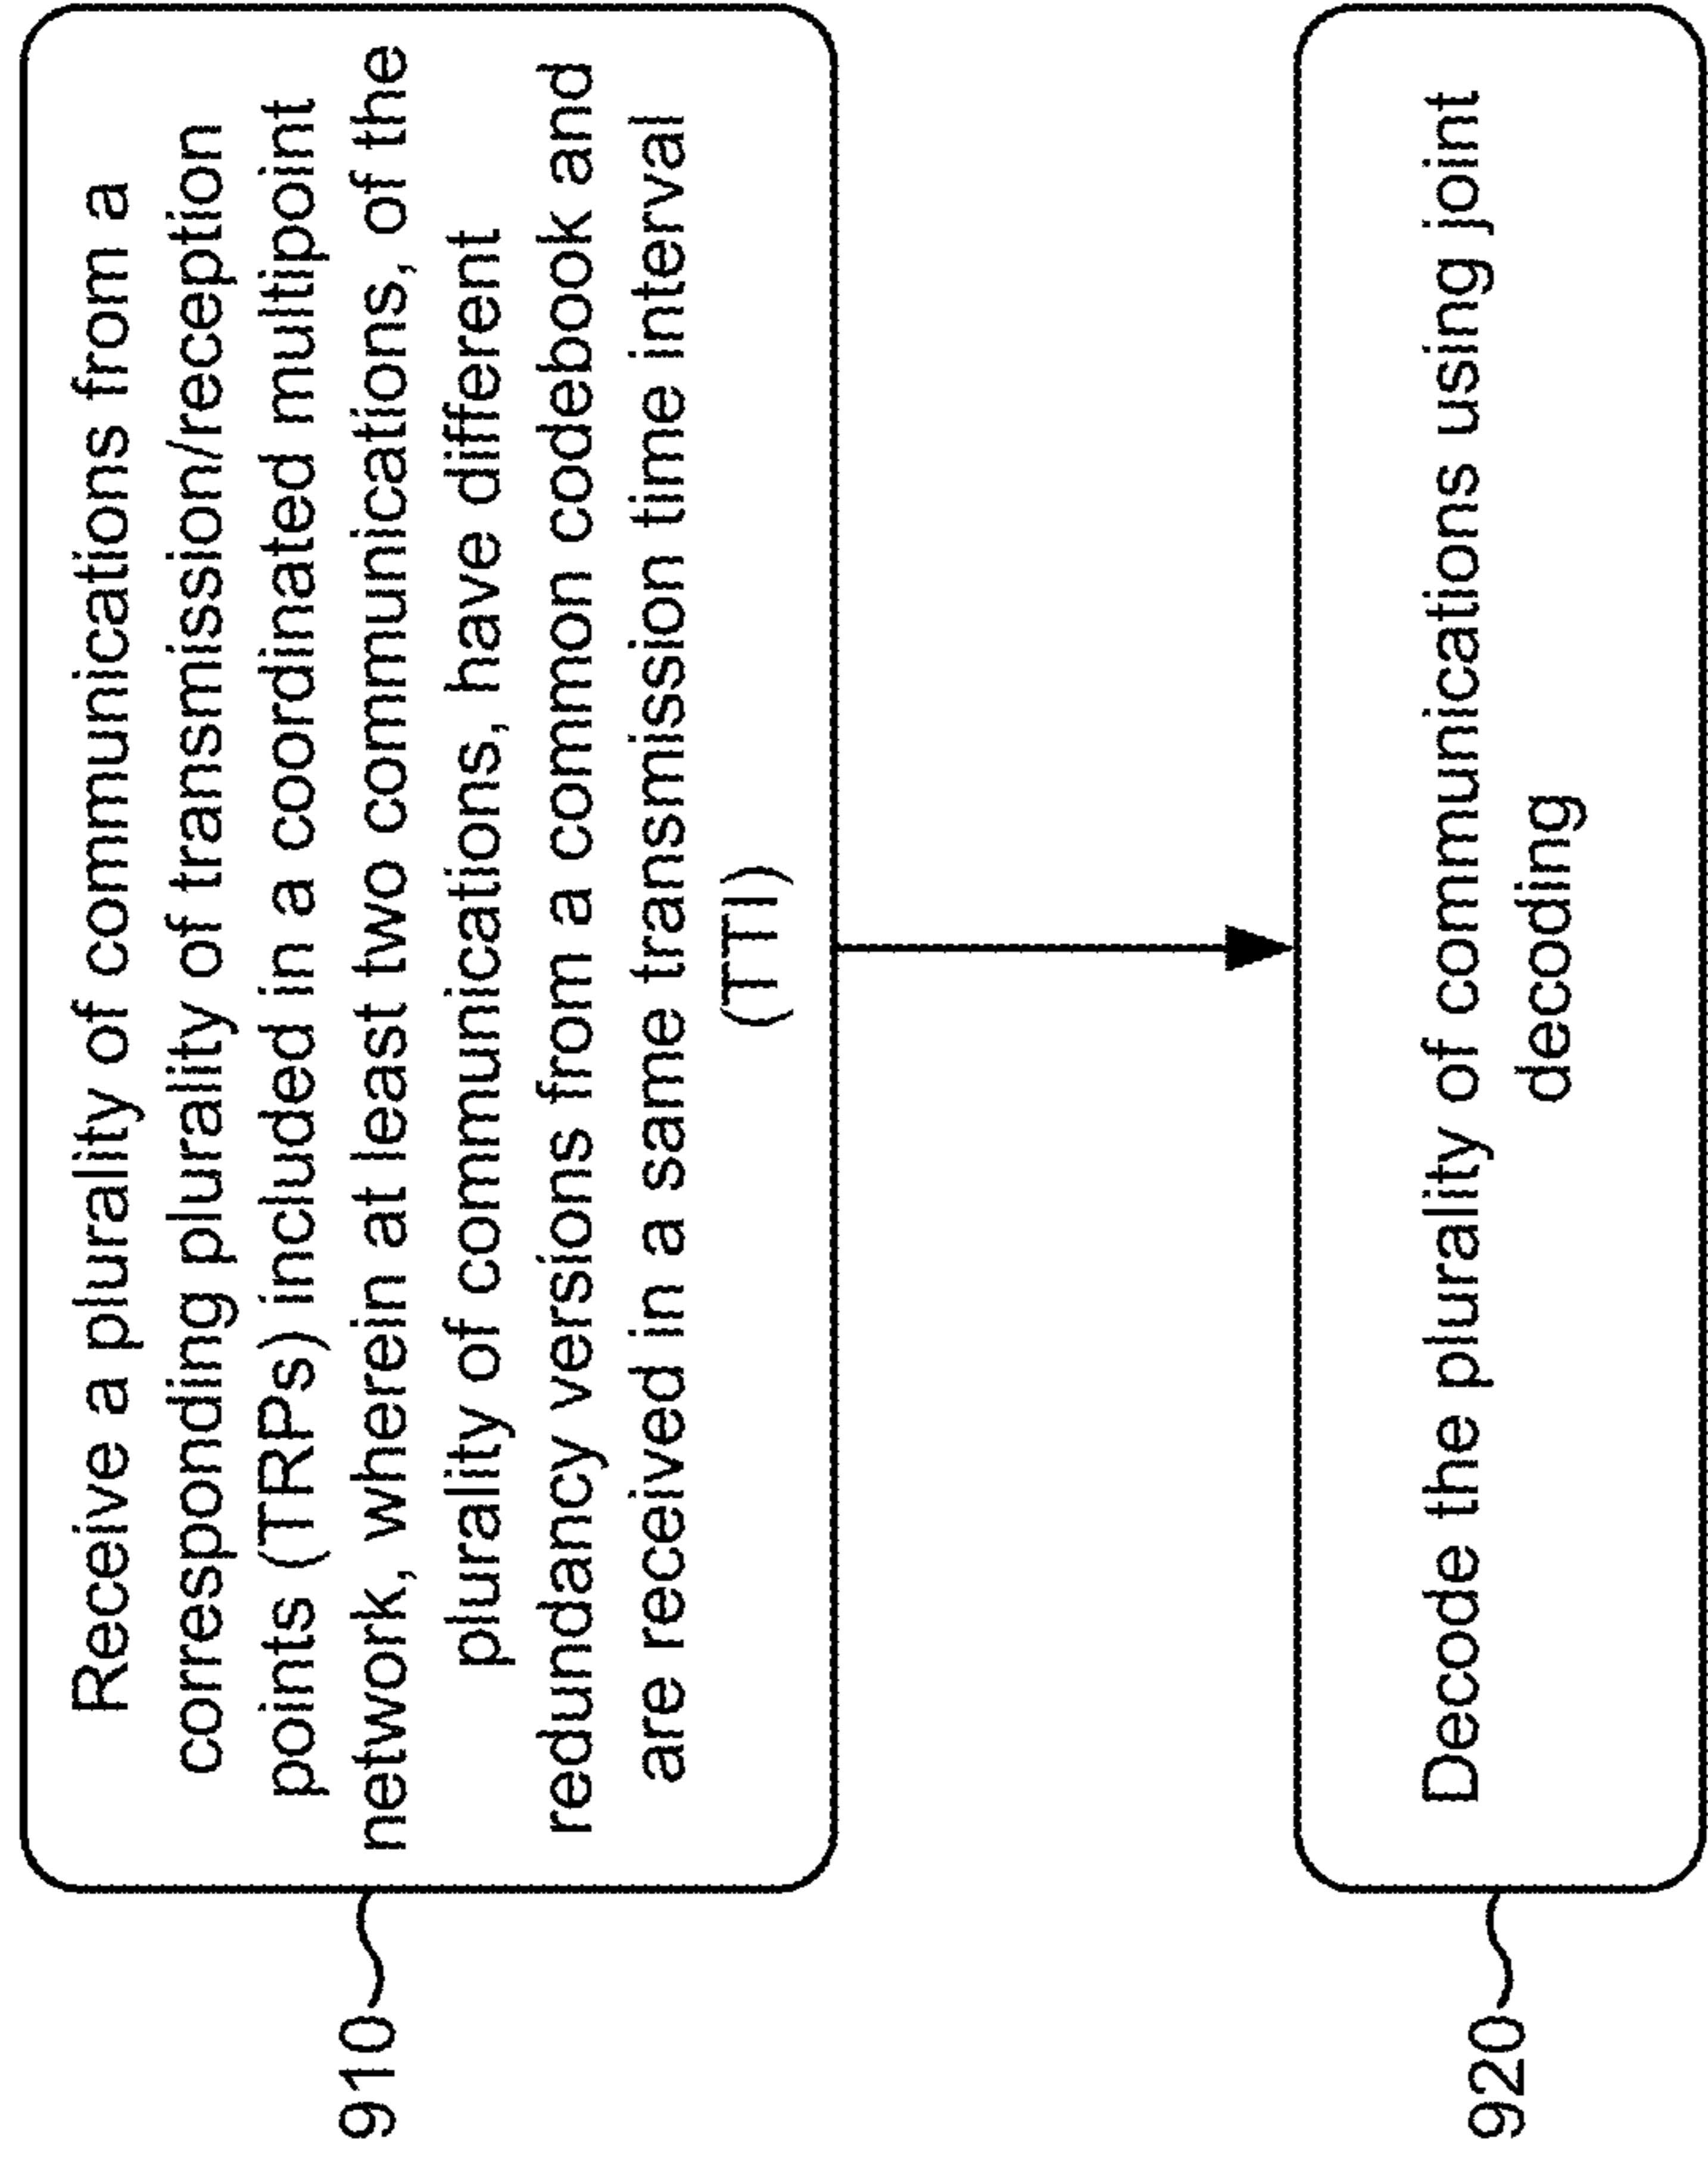 910
Receive a plurality of communications from a
corresponding plurality of transmission/reception
points (TRPs) included in a coordinated multipoint
network, wherein at least two communications, of the
plurality of communications, have different
redundancy versions from a common codebook and
are received in a same transmission time interval
(TTI)
920
Decode the plurality of communications using joint
decoding